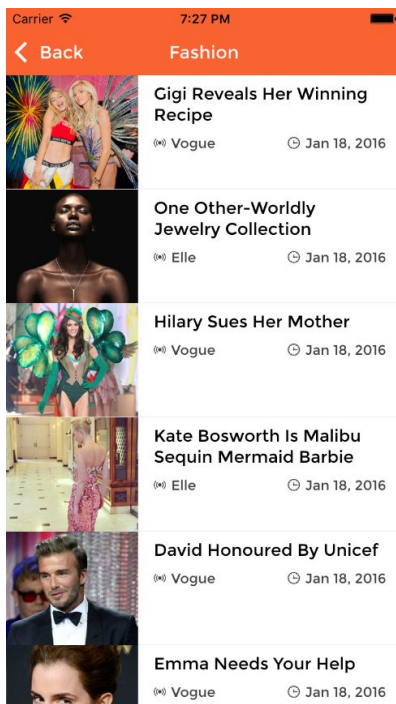 Carrier 7:27 PM
Back Fashion
Gigi Reveals Her Winning
Recipe
Vogue Jan 18, 2016
One Other-Worldly
Jewelry Collection
Elle Jan 18, 2016
Hilary Sues Her Mother
Vogue Jan 18, 2016
Kate Bosworth Is Malibu
Sequin Mermaid Barbie
Elle Jan 18, 2016
David Honoured By Unicef
Vogue Jan 18, 2016
Emma Needs Your Help
Vogue Jan 18, 2016